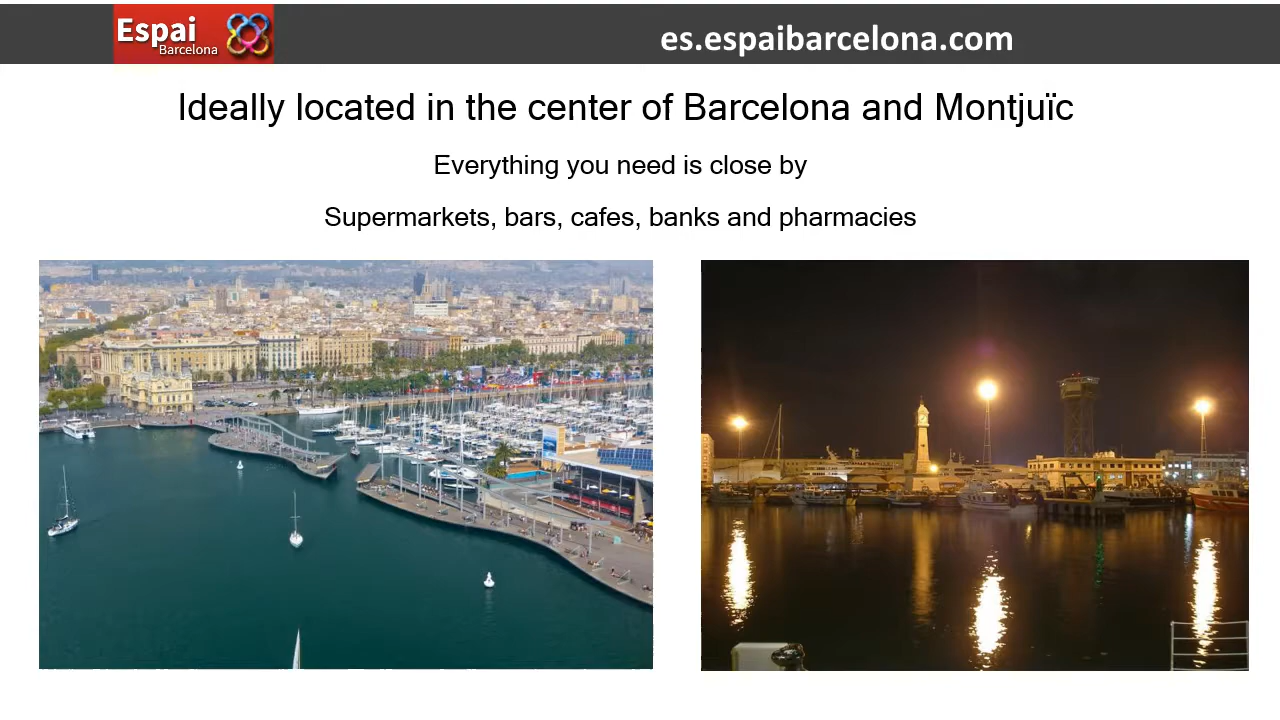 Espai
Barcelona
es.espaibarcelona.com
Ideally located in the center of Barcelona and Montjuïc
Everything you need is close by
Supermarkets, bars, cafes, banks and pharmacies